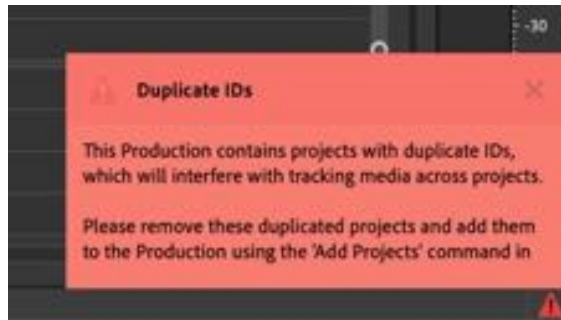 -30
Duplicate IDs
This Production contains projects with duplicate IDs,
which will interfere with tracking media across projects.
Please remove these duplicated projects and add them
to the Production using the 'Add Projects' command in